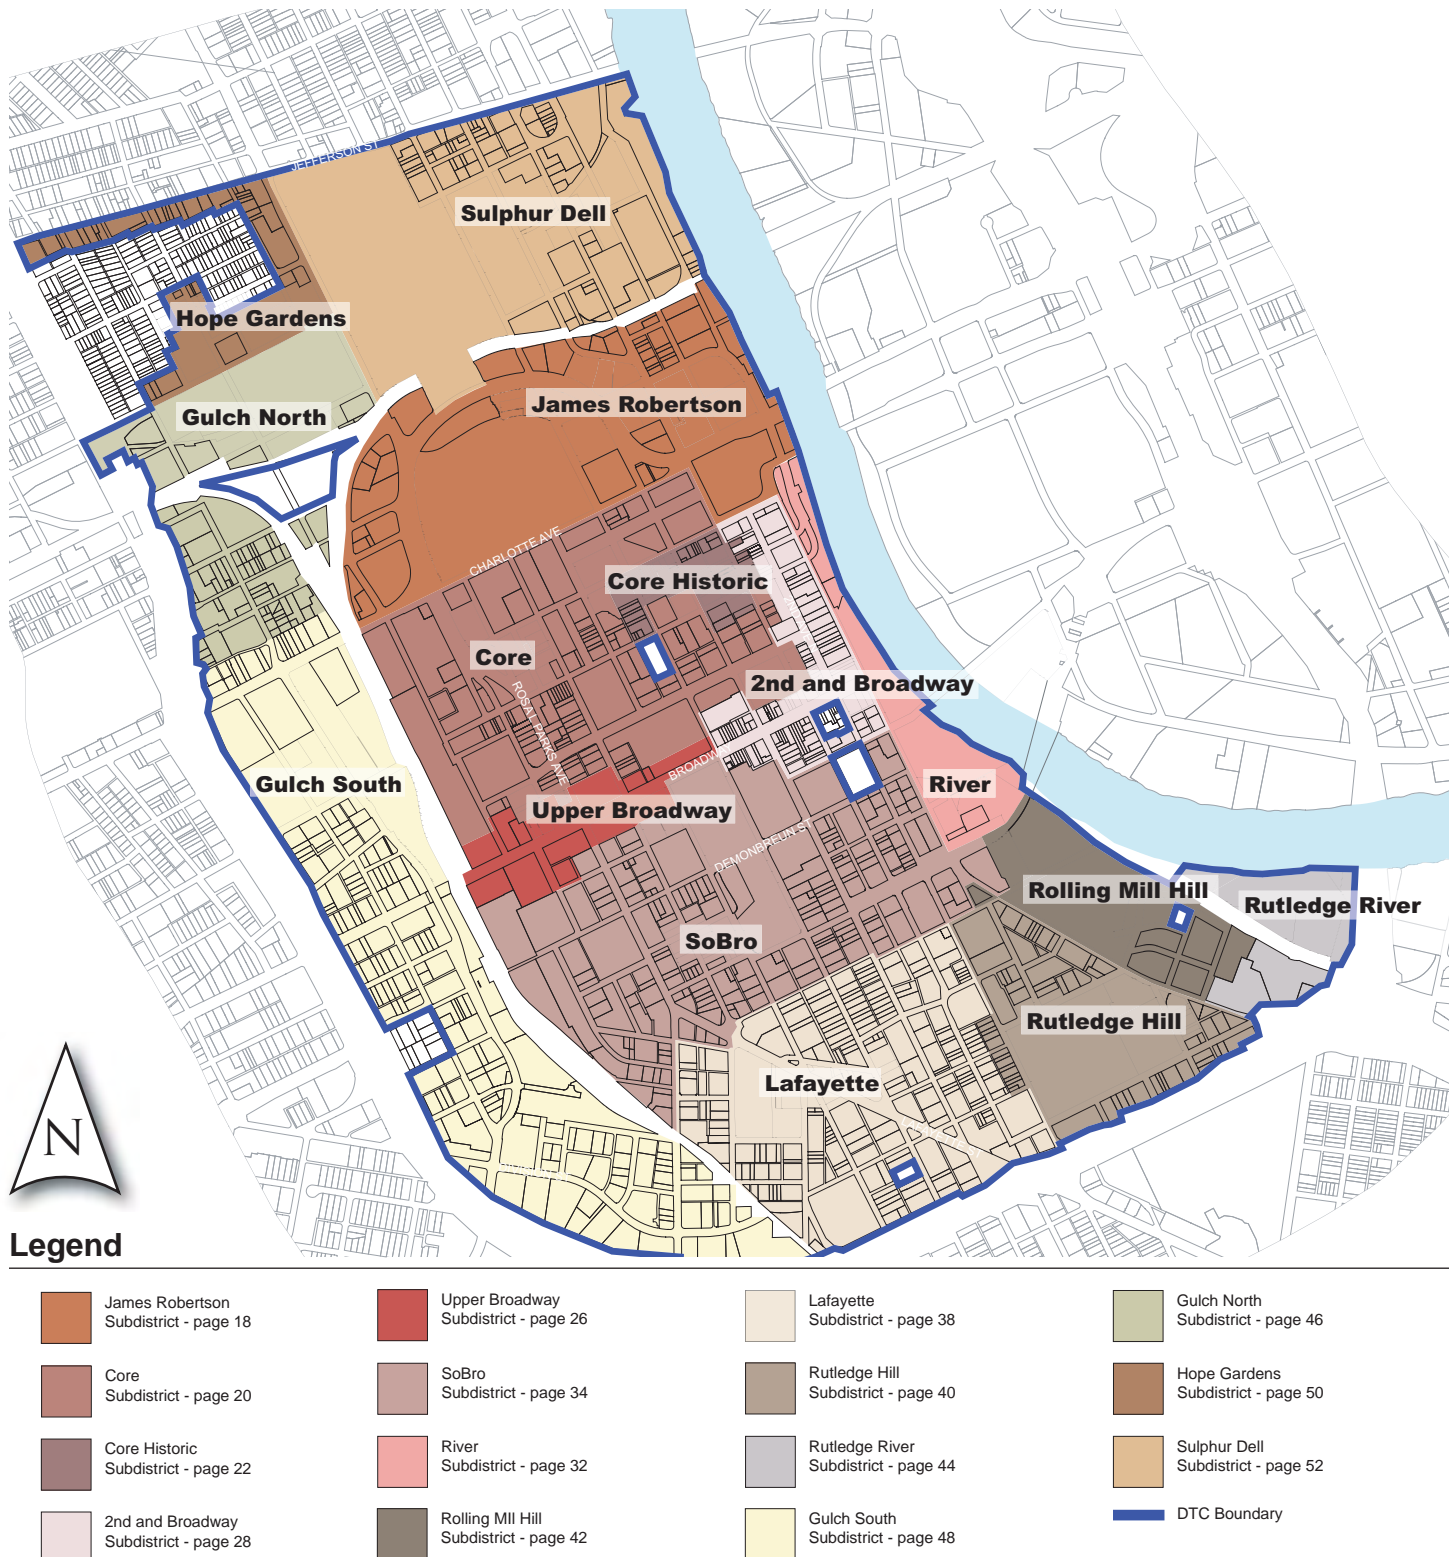 JEFFERSON ST
Sulphur Dell
Hope Gardens
James Robertson
Gulch North
CHARLOTTE AVE
Core Historic
Core
ROSA L PARKS AVE
2nd and Broadway
BROADWAY
Gulch South
Upper Broadway
River
DEMONBREUN ST
Rolling Mill Hill
Rutledge River
SoBro
Rutledge Hill
Lafayette
LAFAYETTE ST
N
Legend
James Robertson
Subdistrict - page 18
Core
Subdistrict - page 20
Core Historic
Subdistrict - page 22
2nd and Broadway
Subdistrict - page 28
Upper Broadway
Subdistrict - page 26
SoBro
Subdistrict - page 34
River
Subdistrict - page 32
Rolling MIl Hill
Subdistrict - page 42
Lafayette
Subdistrict - page 38
Rutledge Hill
Subdistrict - page 40
Rutledge River
Subdistrict - page 44
Gulch South
Subdistrict - page 48
Gulch North
Subdistrict - page 46
Hope Gardens
Subdistrict - page 50
Sulphur Dell
Subdistrict - page 52
DTC Boundary